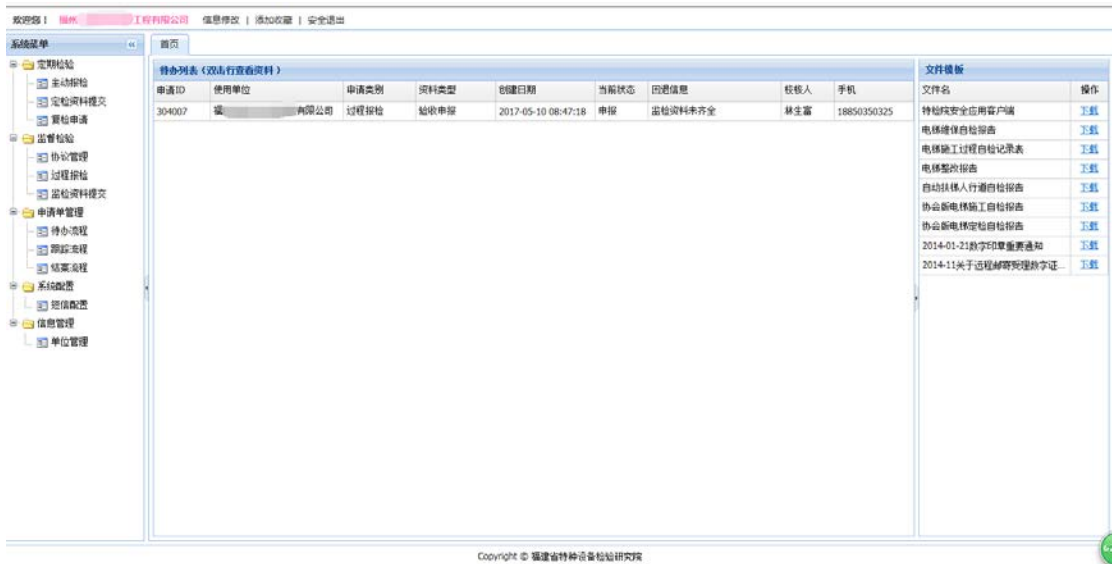 欢迎您！ 福州 工程有限公司 信息修改 | 添加收藏 | 安全退出
系统菜单
定期检验
主动报检
定检资料提交
复检申请
监督检验
协议管理
过程报检
监检资料提交
申请单管理
待办流程
跟踪流程
结案流程
系统配置
短信配置
信息管理
单位管理
首页
待办列表（双击行查看资料）
申请ID 使用单位 申请类别 资料类型 创建日期 当前状态 回退信息 校核人 手机
304007 福 有限公司 过程报检 验收申报 2017-05-10 08:47:18 申报 监检资料未齐全 林生富 18850350325
文件模板
文件名 操作
特检院安全应用客户端 下载
电梯维保自检报告 下载
电梯施工过程自检记录表 下载
电梯整改报告 下载
自动扶梯人行道自检报告 下载
协会版电梯施工自检报告 下载
协会版电梯定检自检报告 下载
2014-01-21数字印章重要通知 下载
2014-11关于远程邮寄受理数字证... 下载
Copyright © 福建省特种设备检验研究院